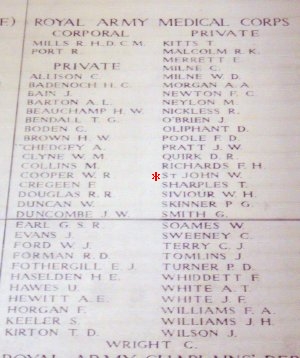 E) ROYAL ARMY MEDICAL CORPS
CORPORAL
MILLS R. H. D. C. M.
PORT R.
PRIVATE
ALLISON C.
BADENOCH H. C.
BAIN J.
BARTON A. L.
BEAUCHAMP H. W.
BENDALL T. G.
BODEN C.
BROWN H. W.
CHEDGEY A.
CLYNE W. M.
COLLINS M.
COOPER W. R.
CREGEEN F.
DOUGLAS R. R.
DUNCAN W.
DUNCOMBE J. W.
EARL G. S. R.
EVANS J.
FORD W. J.
FORMAN R. D.
FOTHERGILL E. J.
HASELDEN H. E.
HAWES U.
HEWITT A. E.
HORGAN F.
KEELER S.
KIRTON T. D.
PRIVATE
KITTS T.
MALCOLM R. K.
MERRETT E.
MILNE C.
MILNE W. D.
MORGAN A. A.
NEWTON F. C.
NEYLON M.
NICKLESS R.
O'BRIEN J.
OLIPHANT D.
POOLE F. D.
PRATT J. W.
QUIRK D. R.
RICHARDS F. H.
*ST JOHN W.
SHARPLES T.
SIVIOUR W. H.
SKINNER P. G.
SMITH G.
SOAMES W.
SWEENEY C.
TERRY C. J.
TOMLINS J.
TURNER P. D.
WHIDDETT F.
WHITE A. T.
WHITE J. F.
WILLIAMS F. A.
WILLIAMS J. H.
WILSON J.
WRIGHT C.
ROYAL ARMY